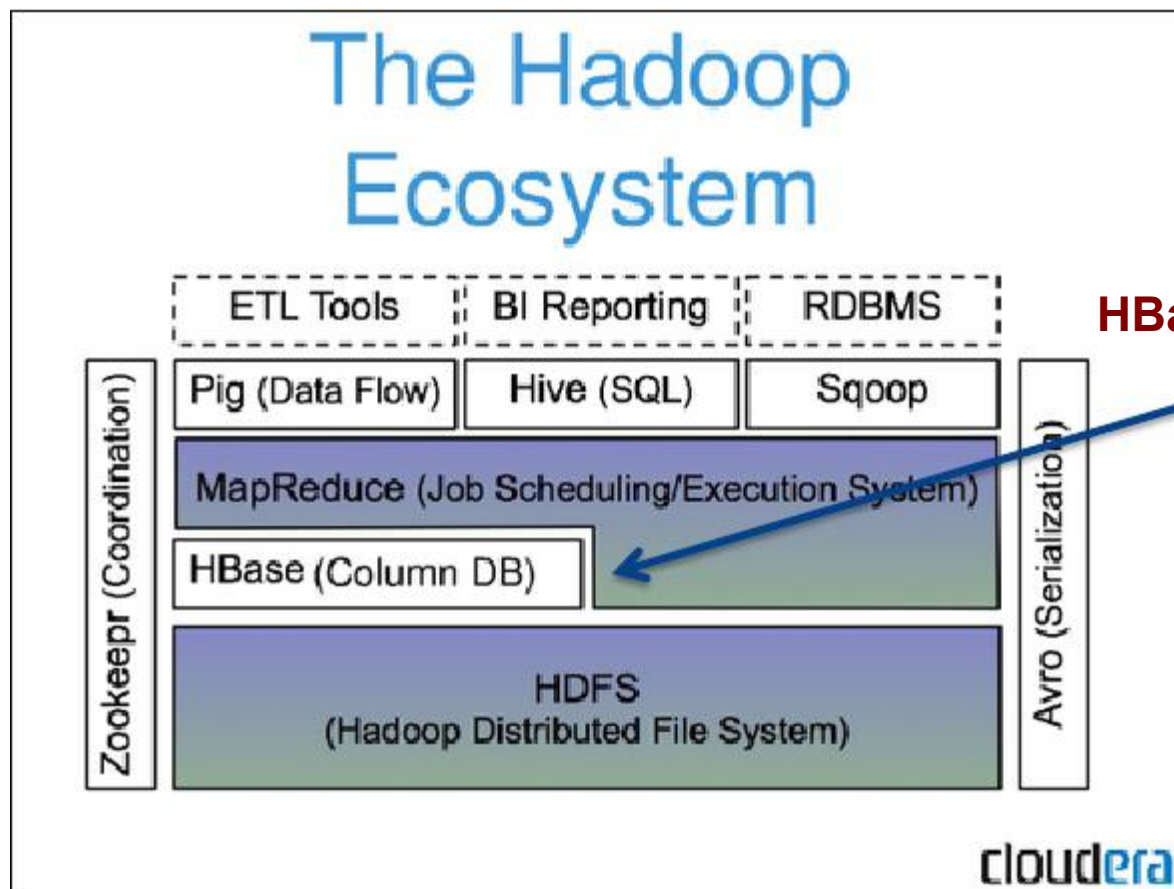 The Hadoop
Ecosystem
ETL Tools
BI Reporting
RDBMS
HBa
Pig (Data Flow)
Hive (SQL)
Sqoop
MapReduce (Job Scheduling/Execution System)
HBase (Column DB)
HDFS
(Hadoop Distributed File System)
Zookeepr (Coordination)
Avro (Serialization)
cloudera